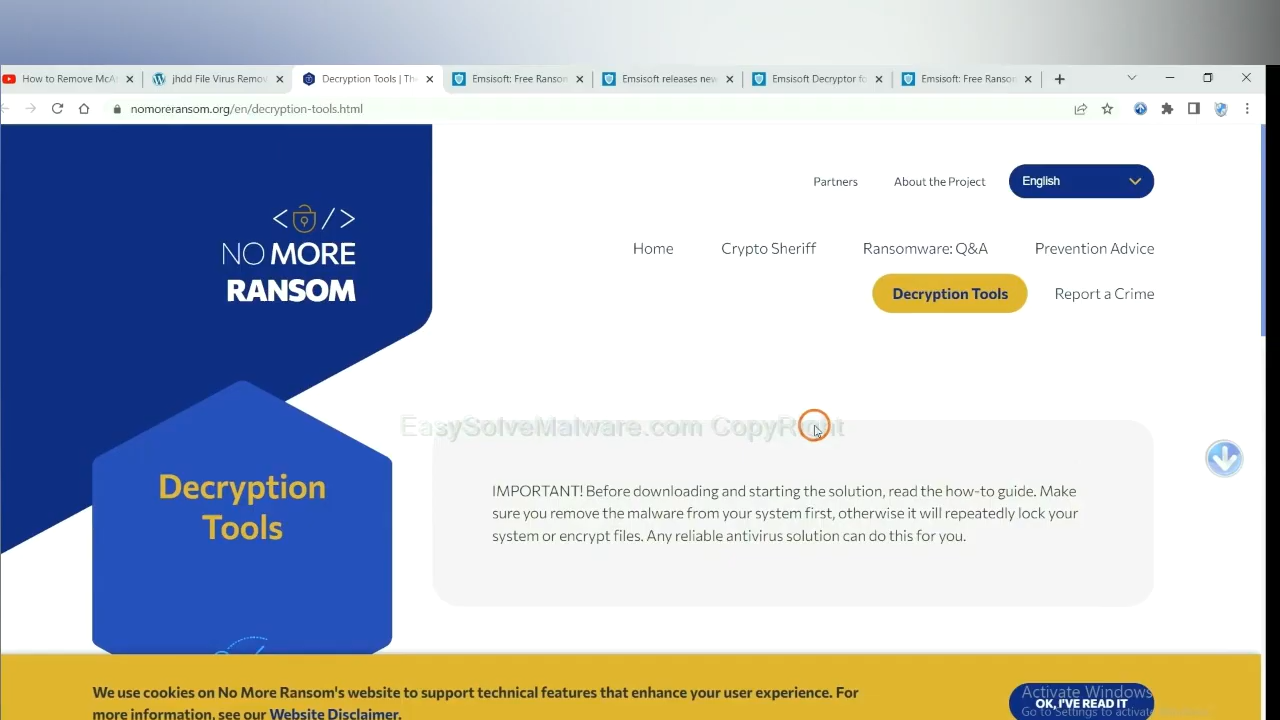 How to Remove McA
jhdd File Virus Remov
Decryption Tools | Th
Emsisoft: Free Ranson
Emsisoft releases new
Emsisoft Decryptor fo
Emsisoft: Free Ranson
nomoreransom.org/en/decryption-tools.html
Partners
About the Project
English
NO MORE
RANSOM
Home
Crypto Sheriff
Ransomware: Q&A
Prevention Advice
Decryption Tools
Report a Crime
EasySolveMalware.com CopyRight
Decryption
Tools
IMPORTANT! Before downloading and starting the solution, read the how-to guide. Make
sure you remove the malware from your system first, otherwise it will repeatedly lock your
system or encrypt files. Any reliable antivirus solution can do this for you.
We use cookies on No More Ransom's website to support technical features that enhance your user experience. For
more information, see our Website Disclaimer.
OK, I'VE READ IT
Activate Windows
Go to Settings to activate